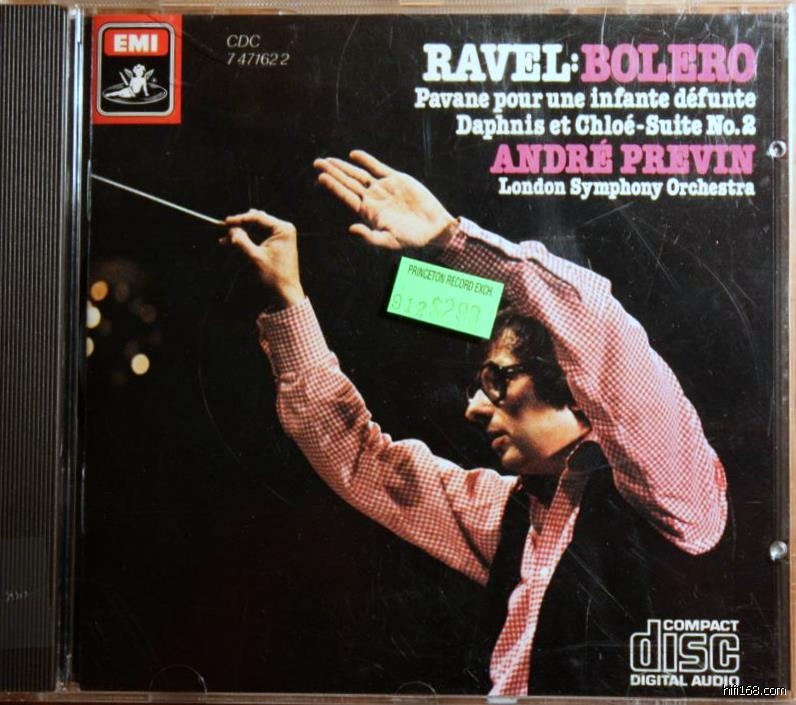 EMI
CDC
7 47162 2
RAVEL:BOLERO
Pavane pour une infante défunte
Daphnis et Chloé-Suite No.2
ANDRÉ PREVIN
London Symphony Orchestra
PRINCETON RECORD EXCH.
COMPACT
disc
DIGITAL AUDIO
hifi168.com